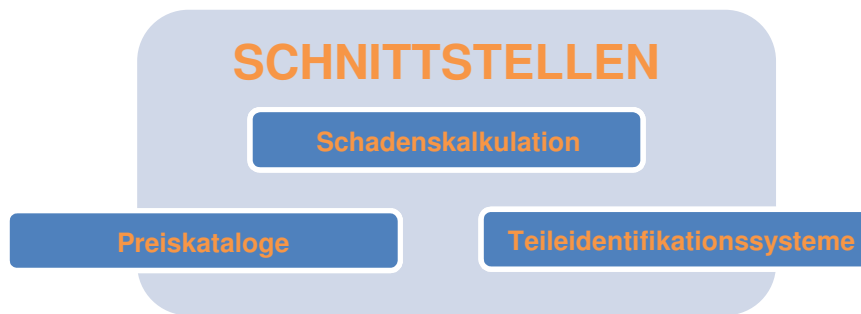 SCHNITTSTELLEN
Schadenskalkulation
Preiskataloge
Teileidentifikationssysteme